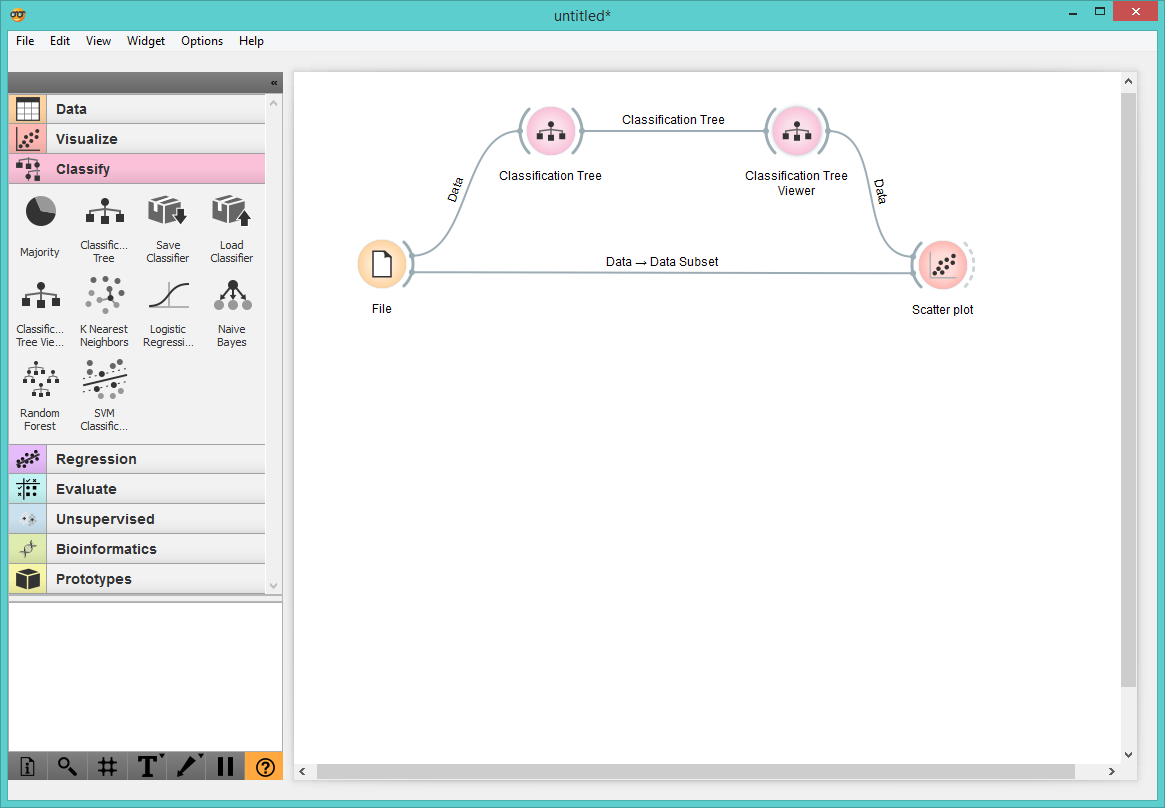 untitled*
File Edit View Widget Options Help
«
Data
Visualize
Classify
Majority
Classific...
Tree
Save
Classifier
Load
Classifier
Classific...
Tree Vie...
K Nearest
Neighbors
Logistic
Regressi...
Naive
Bayes
Random
Forest
SVM
Classific...
Regression
Evaluate
Unsupervised
Bioinformatics
Prototypes
File
Data
Classification Tree
Classification Tree
Classification Tree
Viewer
Data
Data → Data Subset
Scatter plot